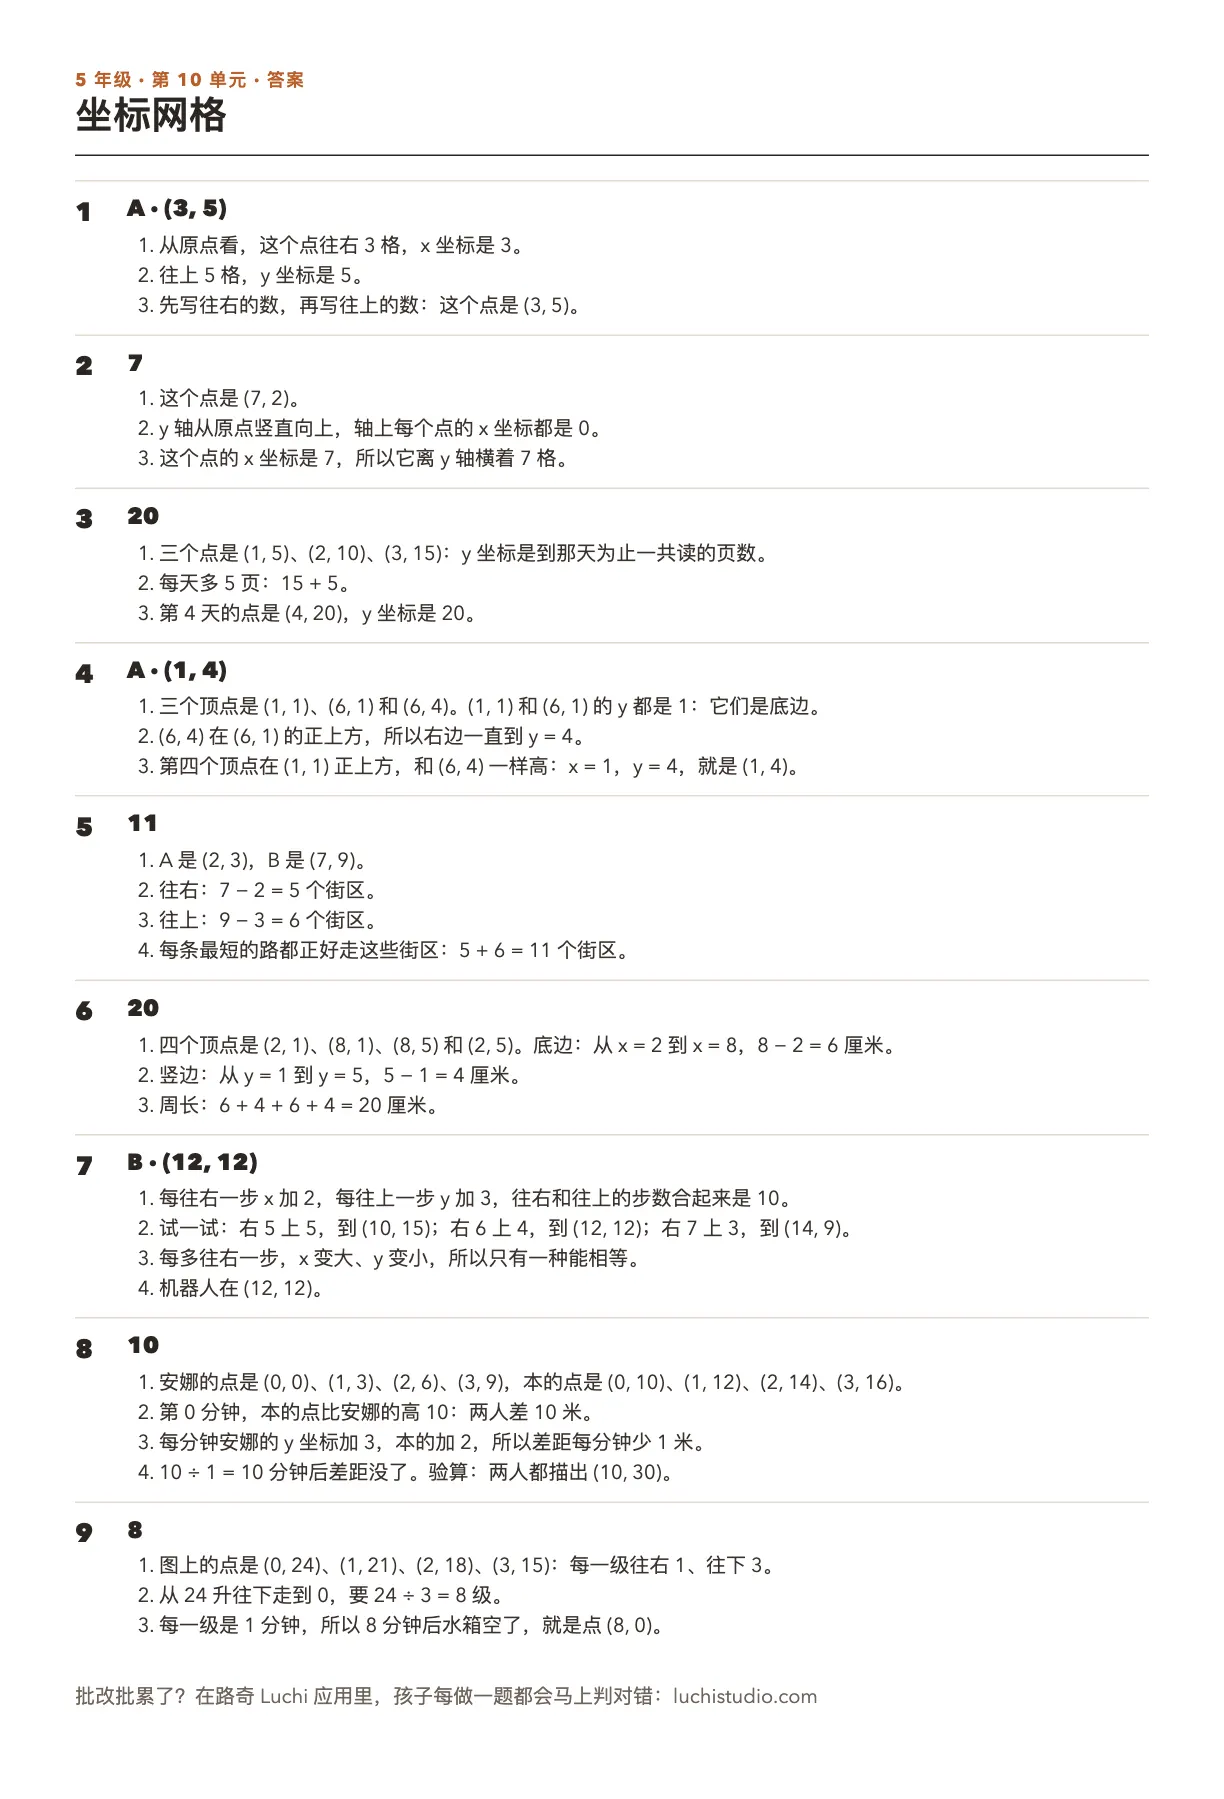 5 年级 · 第 10 单元 · 答案
坐标网格
1 A · (3, 5)
1. 从原点看，这个点往右 3 格，x 坐标是 3。
2. 往上 5 格，y 坐标是 5。
3. 先写往右的数，再写往上的数：这个点是 (3, 5)。
2 7
1. 这个点是 (7, 2)。
2. y 轴从原点竖直向上，轴上每个点的 x 坐标都是 0。
3. 这个点的 x 坐标是 7，所以它离 y 轴横着 7 格。
3 20
1. 三个点是 (1, 5)、(2, 10)、(3, 15)：y 坐标是到那天为止一共读的页数。
2. 每天多 5 页：15 + 5。
3. 第 4 天的点是 (4, 20)，y 坐标是 20。
4 A · (1, 4)
1. 三个顶点是 (1, 1)、(6, 1) 和 (6, 4)。(1, 1) 和 (6, 1) 的 y 都是 1：它们是底边。
2. (6, 4) 在 (6, 1) 的正上方，所以右边一直到 y = 4。
3. 第四个顶点在 (1, 1) 正上方，和 (6, 4) 一样高：x = 1，y = 4，就是 (1, 4)。
5 11
1. A 是 (2, 3)，B 是 (7, 9)。
2. 往右：7 − 2 = 5 个街区。
3. 往上：9 − 3 = 6 个街区。
4. 每条最短的路都正好走这些街区：5 + 6 = 11 个街区。
6 20
1. 四个顶点是 (2, 1)、(8, 1)、(8, 5) 和 (2, 5)。底边：从 x = 2 到 x = 8，8 − 2 = 6 厘米。
2. 竖边：从 y = 1 到 y = 5，5 − 1 = 4 厘米。
3. 周长：6 + 4 + 6 + 4 = 20 厘米。
7 B · (12, 12)
1. 每往右一步 x 加 2，每往上一步 y 加 3，往右和往上的步数合起来是 10。
2. 试一试：右 5 上 5，到 (10, 15)；右 6 上 4，到 (12, 12)；右 7 上 3，到 (14, 9)。
3. 每多往右一步，x 变大、y 变小，所以只有一种能相等。
4. 机器人在 (12, 12)。
8 10
1. 安娜的点是 (0, 0)、(1, 3)、(2, 6)、(3, 9)，本的点是 (0, 10)、(1, 12)、(2, 14)、(3, 16)。
2. 第 0 分钟，本的点比安娜的高 10：两人差 10 米。
3. 每分钟安娜的 y 坐标加 3，本的加 2，所以差距每分钟少 1 米。
4. 10 ÷ 1 = 10 分钟后差距没了。验算：两人都描出 (10, 30)。
9 8
1. 图上的点是 (0, 24)、(1, 21)、(2, 18)、(3, 15)：每一级往右 1、往下 3。
2. 从 24 升往下走到 0，要 24 ÷ 3 = 8 级。
3. 每一级是 1 分钟，所以 8 分钟后水箱空了，就是点 (8, 0)。
批改批累了？在路奇 Luchi 应用里，孩子每做一题都会马上判对错：luchistudio.com